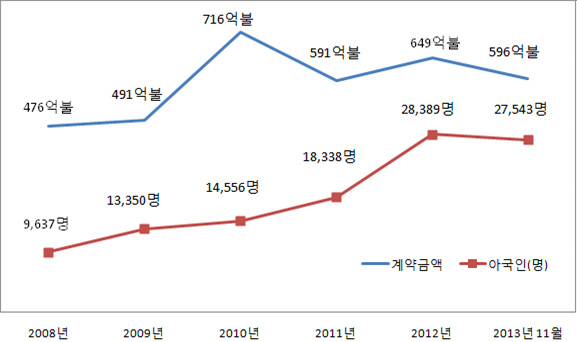 716억불
591억불
649억불
596억불
476억불
491억불
28,389명
27,543명
18,338명
14,556명
13,350명
9,637명
계약금액
아국인(명)
2008년
2009년
2010년
2011년
2012년
2013년 11월